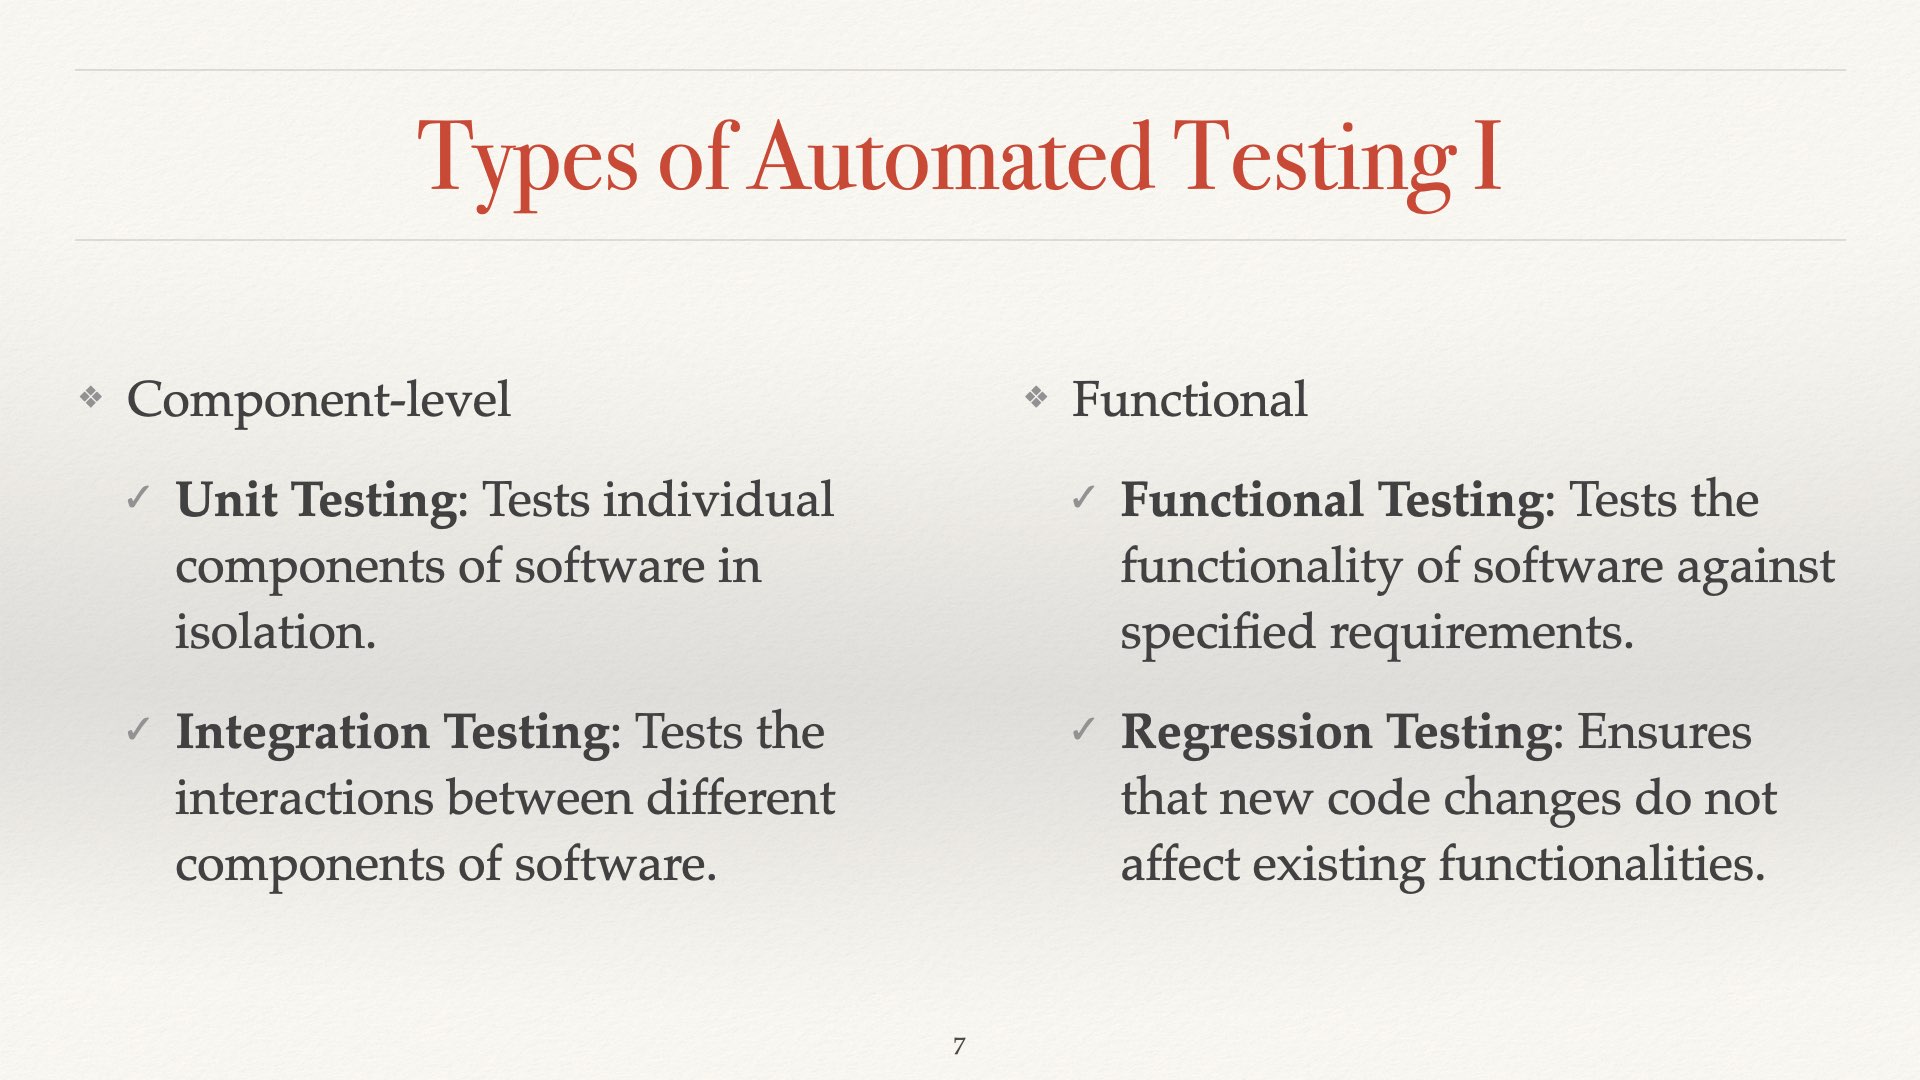 Types of Automated Testing I
❖ Component-level
✓ Unit Testing: Tests individual
components of software in
isolation.
✓ Integration Testing: Tests the
interactions between different
components of software.
❖ Functional
✓ Functional Testing: Tests the
functionality of software against
specified requirements.
✓ Regression Testing: Ensures
that new code changes do not
affect existing functionalities.
7